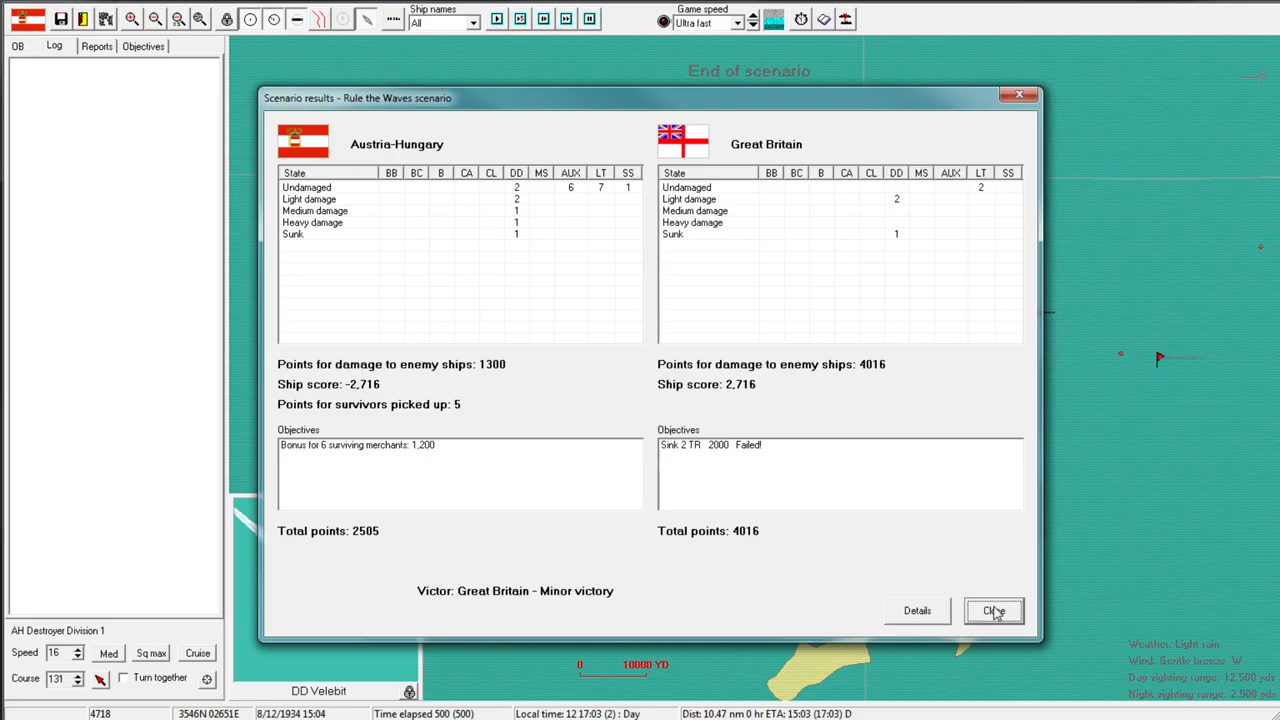 Ship names
All
Game speed
Ultra fast
OB Log Reports Objectives
End of scenario
Scenario results - Rule the Waves scenario
Austria-Hungary
State BB BC B CA CL DD MS AUX LT SS
Undamaged 2 6 7 1
Light damage 2
Medium damage 1
Heavy damage 1
Sunk 1
Points for damage to enemy ships: 1300
Ship score: -2,716
Points for survivors picked up: 5
Objectives
Bonus for 6 surviving merchants: 1,200
Total points: 2505
Great Britain
State BB BC B CA CL DD MS AUX LT SS
Undamaged 2
Light damage 2
Medium damage
Heavy damage
Sunk 1
Points for damage to enemy ships: 4016
Ship score: 2,716
Objectives
Sink 2 TR 2000 Failed!
Total points: 4016
Victor: Great Britain - Minor victory
Details
Close
AH Destroyer Division 1
Speed 16 Med Sq max Cruise
Course 131 Turn together
DD Velebit
0 10000 YD
Weather: Light rain
Wind: Gentle breeze W
Day fighting range: 12,500 yds
Night fighting range: 2,500 yds
4718 3546N 02651E 8/12/1934 15:04 Time elapsed 500 (500) Local time: 12 17:03 (2) : Day Dist: 10.47 nm 0 hr ETA: 15:03 (17:03) D